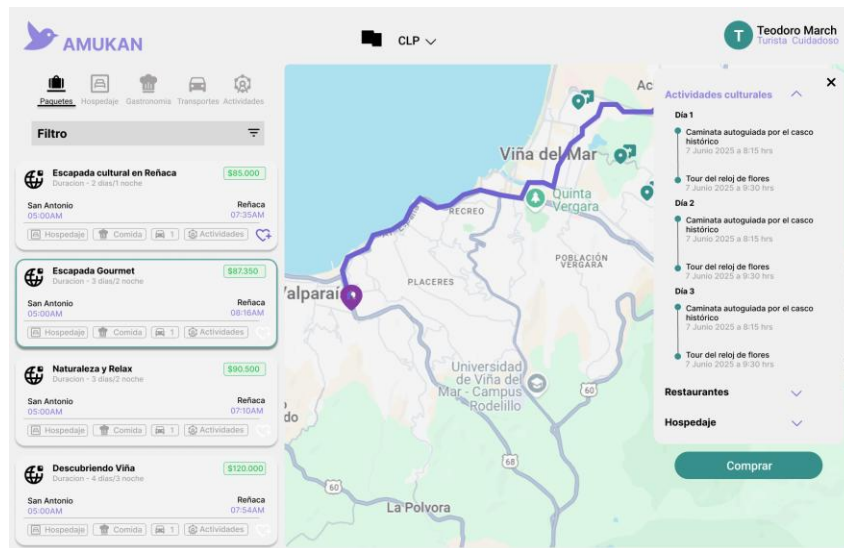 AMUKAN
CLP
T
Teodoro March
Turista Cuidadoso
Paquetes Hospedaje Gastronomia Transportes Actividades
Filtro
Escapada cultural en Reñaca
$85.000
Duracion - 2 dias/1 noche
San Antonio
Reñaca
05:00AM
07:35AM
Hospedaje Comida 1 Actividades
Escapada Gourmet
$87.350
Duracion - 3 dias/2 noche
San Antonio
Reñaca
05:00AM
08:16AM
Hospedaje Comida 1 Actividades
Naturaleza y Relax
$90.500
Duracion - 3 dias/2 noche
San Antonio
Reñaca
05:00AM
07:10AM
Hospedaje Comida 1 Actividades
Descubriendo Viña
$120.000
Duracion - 4 dias/3 noche
San Antonio
Reñaca
05:00AM
07:54AM
Hospedaje Comida 1 Actividades
Ac
Viña del Mar
Quinta
Vergara
RECREO
POBLACIÓN
VERGARA
PLACERES
Valparaí
Universidad
de Viña del
Mar - Campus
Rodelillo
60
do
68
60
La Polvora
Actividades culturales
Día 1
Caminata autoguiada por el casco
histórico
7 Junio 2025 a 8:15 hrs
Tour del reloj de flores
7 Junio 2025 a 9:30 hrs
Día 2
Caminata autoguiada por el casco
histórico
7 Junio 2025 a 8:15 hrs
Tour del reloj de flores
7 Junio 2025 a 9:30 hrs
Día 3
Caminata autoguiada por el casco
histórico
7 Junio 2025 a 8:15 hrs
Tour del reloj de flores
7 Junio 2025 a 9:30 hrs
Restaurantes
Hospedaje
Comprar